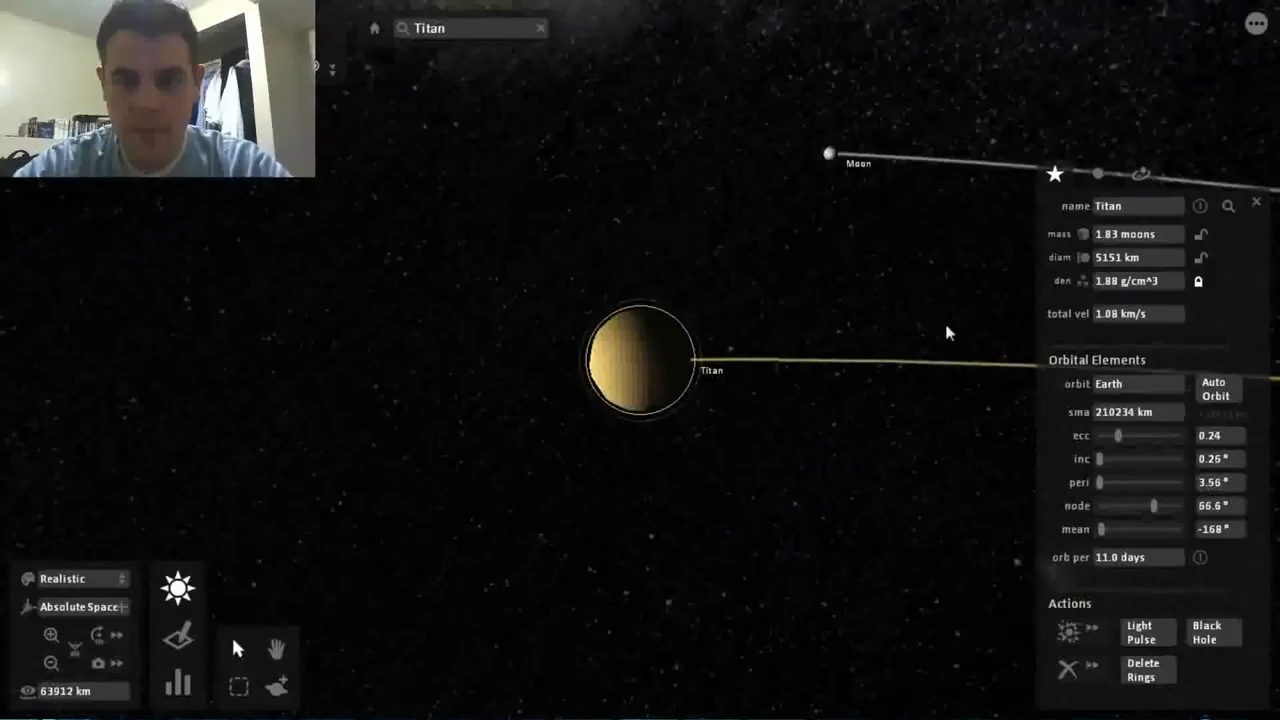 Titan
Moon
name Titan
mass 1.83 moons
diam 5151 km
den 1.88 g/cm^3
total vel 1.08 km/s
Titan
Orbital Elements
orbit Earth
Auto
Orbit
sma 210234 km
ecc 0.24
inc 0.25°
peri 3.56°
node 66.6°
mean -168°
orb per 11.0 days
Actions
Light
Pulse
Black
Hole
Delete
Rings
Realistic
Absolute Space
63912 km